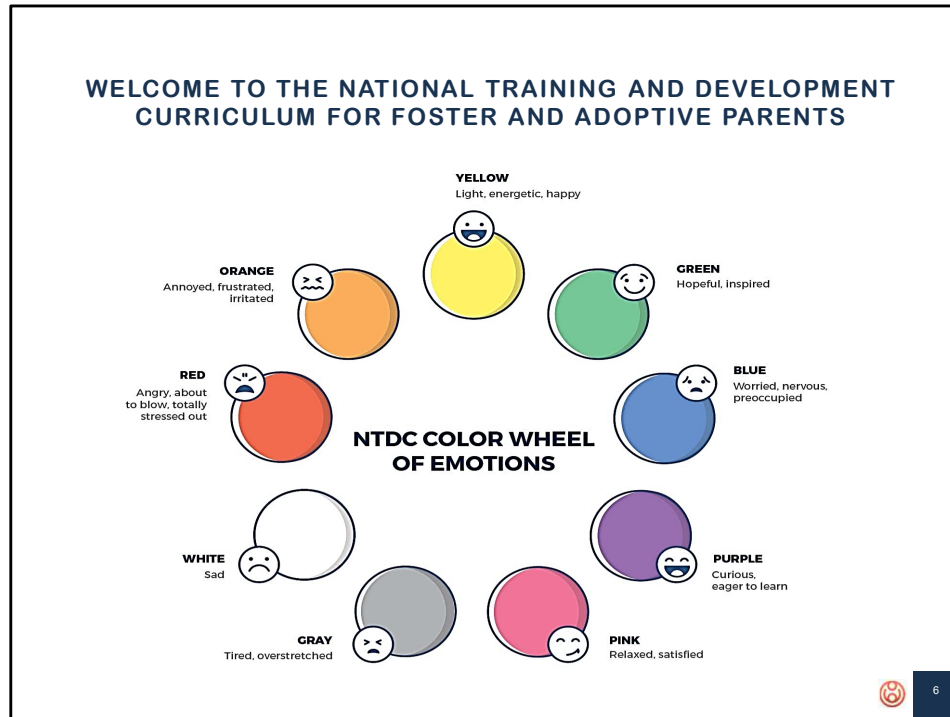 WELCOME TO THE NATIONAL TRAINING AND DEVELOPMENT
CURRICULUM FOR FOSTER AND ADOPTIVE PARENTS
YELLOW
Light, energetic, happy
ORANGE
Annoyed, frustrated,
irritated
GREEN
Hopeful, inspired
RED
Angry, about
to blow, totally
stressed out
BLUE
Worried, nervous,
preoccupied
NTDC COLOR WHEEL
OF EMOTIONS
WHITE
Sad
PURPLE
Curious,
eager to learn
GRAY
Tired, overstretched
PINK
Relaxed, satisfied
6